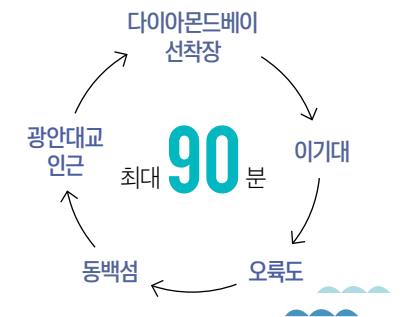 다이아몬드베이
선착장
이기대
오륙도
동백섬
광안대교
인근
최대 90 분